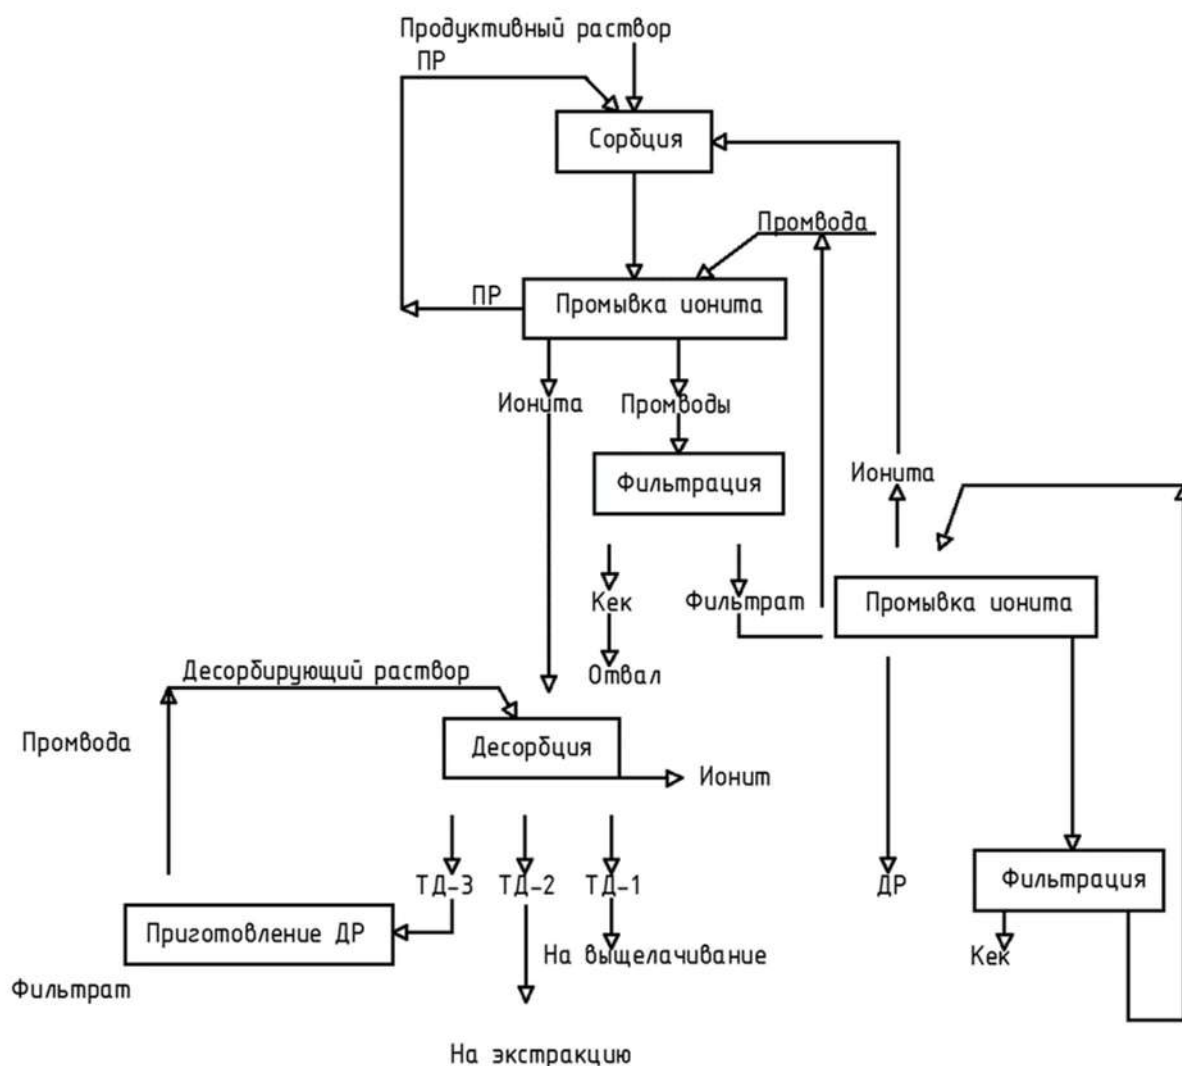 Продуктивный раствор
ПР
Сорбция
Промвода
ПР
Промывка ионита
Ионита
Промводы
Ионита
Фильтрация
Кек
Фильтрат
Промывка ионита
Отвал
Десорбирующий раствор
Промвода
Десорбция
Ионит
ТД-3
ТД-2
ТД-1
ДР
Фильтрация
Приготовление ДР
На выщелачивание
Кек
Фильтрат
На экстракцию